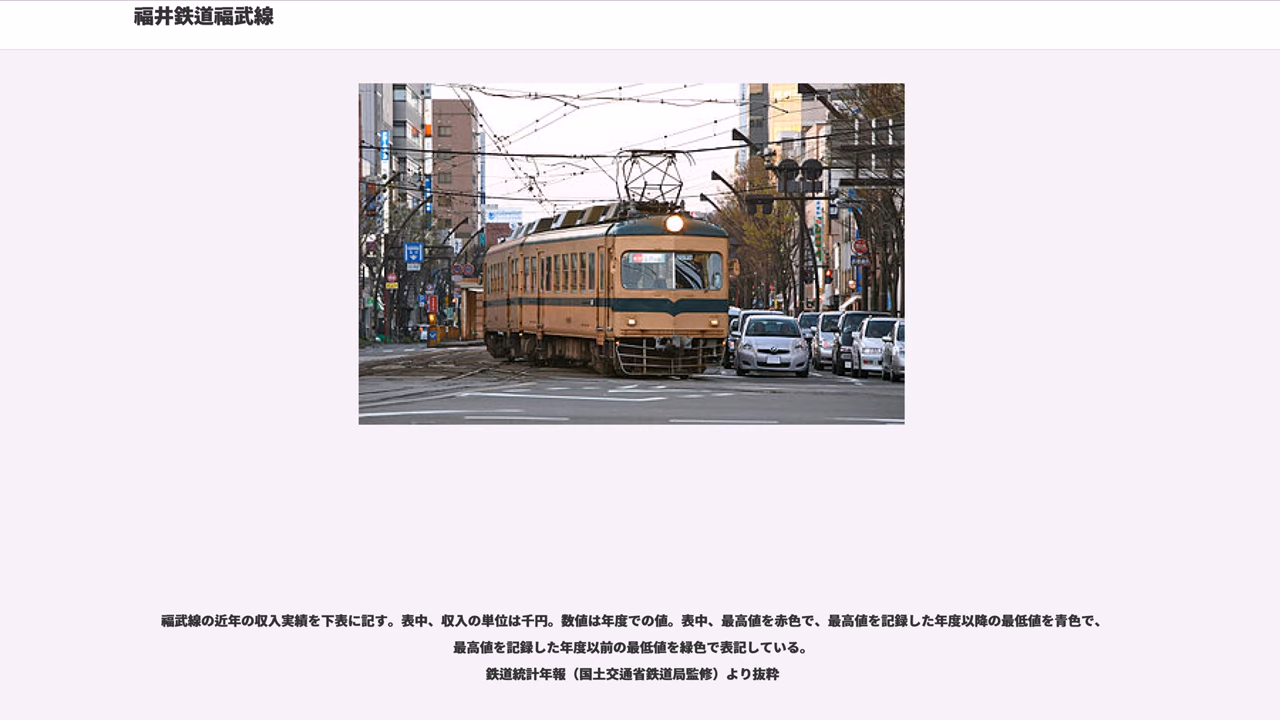 福井鉄道福武線
福武線の近年の収入実績を下表に記す。表中、収入の単位は千円。数値は年度での値。表中、最高値を赤色で、最高値を記録した年度以降の最低値を青色で、
最高値を記録した年度以前の最低値を緑色で表記している。
鉄道統計年報（国土交通省鉄道局監修）より抜粋